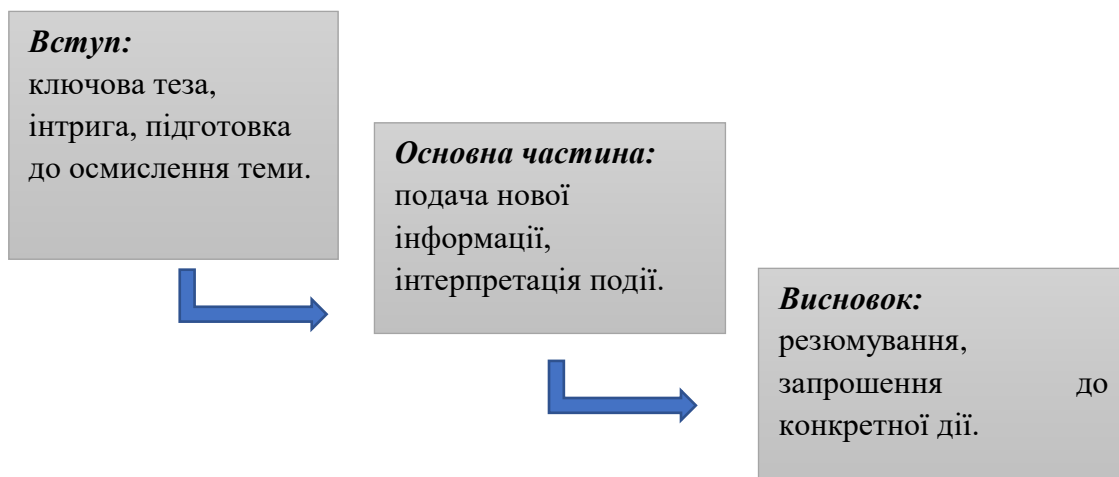 Вступ:
ключова теза,
інтрига, підготовка
до осмислення теми.
Основна частина:
подача нової
інформації,
інтерпретація події.
Висновок:
резюмування,
запрошення до
конкретної дії.